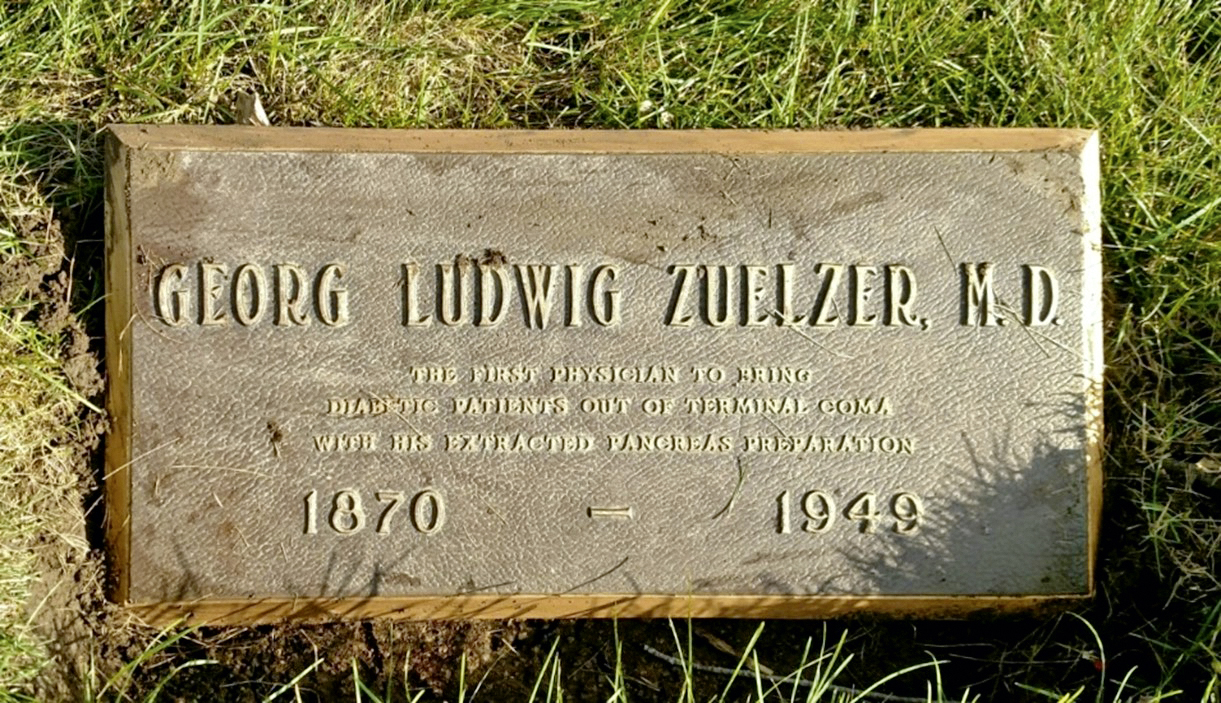 GEORG LUDWIG ZUELZER, M.D.
THE FIRST PHYSICIAN TO BRING
DIABETIC PATIENTS OUT OF TERMINAL COMA
WITH HIS EXTRACTED PANCREAS PREPARATION
1870 – 1949